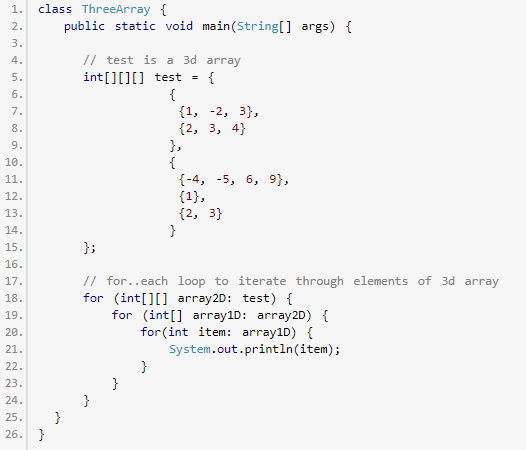 1. class ThreeArray {
2.     public static void main(String[] args) {
3.
4.         // test is a 3d array
5.         int[][][] test = {
6.                     {
7.                       {1, -2, 3},
8.                       {2, 3, 4}
9.                     },
10.                     {
11.                       {-4, -5, 6, 9},
12.                       {1},
13.                       {2, 3}
14.                     }
15.         };
16.
17.         // for..each loop to iterate through elements of 3d array
18.         for (int[][] array2D: test) {
19.             for (int[] array1D: array2D) {
20.                 for(int item: array1D) {
21.                     System.out.println(item);
22.                 }
23.             }
24.         }
25.     }
26. }